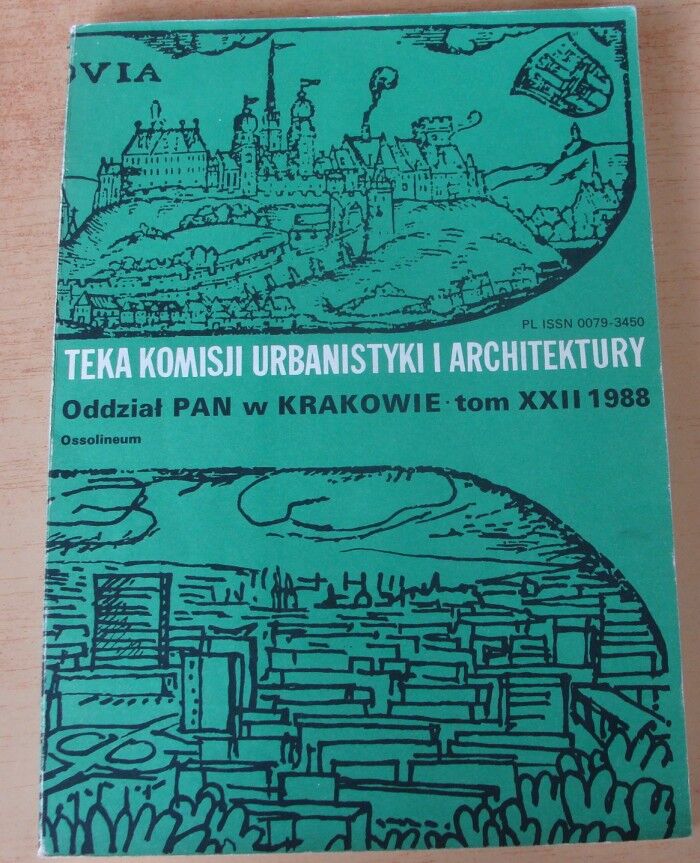 OVIA
PL ISSN 0079-3450
TEKA KOMISJI URBANISTYKI I ARCHITEKTURY
Oddział PAN w KRAKOWIE · tom XXII 1988
Ossolineum